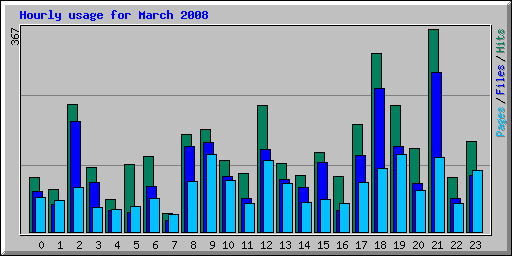 Hourly usage for March 2008
367
Pages / Files / Hits
0 1 2 3 4 5 6 7 8 9 10 11 12 13 14 15 16 17 18 19 20 21 22 23